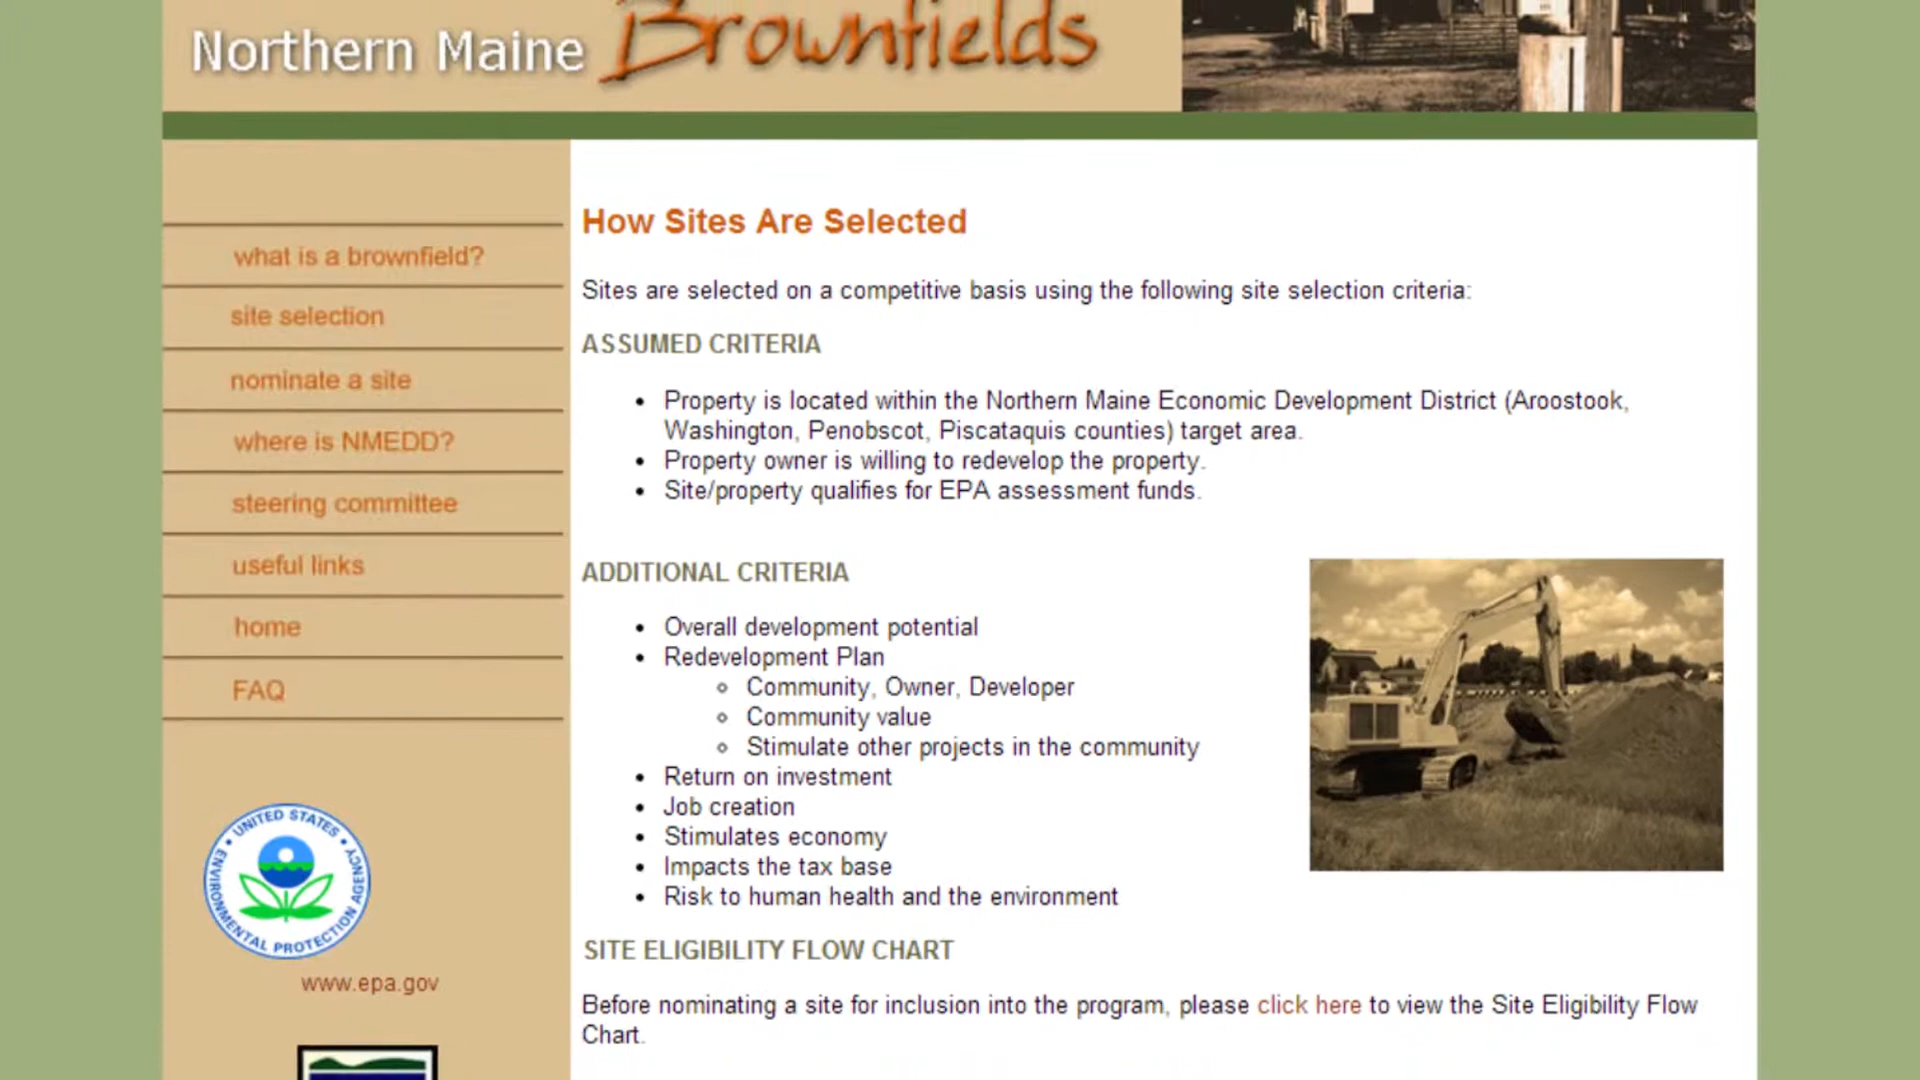 Northern Maine Brownfields
what is a brownfield?
site selection
nominate a site
where is NMEDD?
steering committee
useful links
home
FAQ
UNITED STATES
ENVIRONMENTAL PROTECTION AGENCY
www.epa.gov
How Sites Are Selected
Sites are selected on a competitive basis using the following site selection criteria:
ASSUMED CRITERIA
• Property is located within the Northern Maine Economic Development District (Aroostook,
Washington, Penobscot, Piscataquis counties) target area.
• Property owner is willing to redevelop the property.
• Site/property qualifies for EPA assessment funds.
ADDITIONAL CRITERIA
• Overall development potential
• Redevelopment Plan
◦ Community, Owner, Developer
◦ Community value
◦ Stimulate other projects in the community
• Return on investment
• Job creation
• Stimulates economy
• Impacts the tax base
• Risk to human health and the environment
SITE ELIGIBILITY FLOW CHART
Before nominating a site for inclusion into the program, please click here to view the Site Eligibility Flow
Chart.